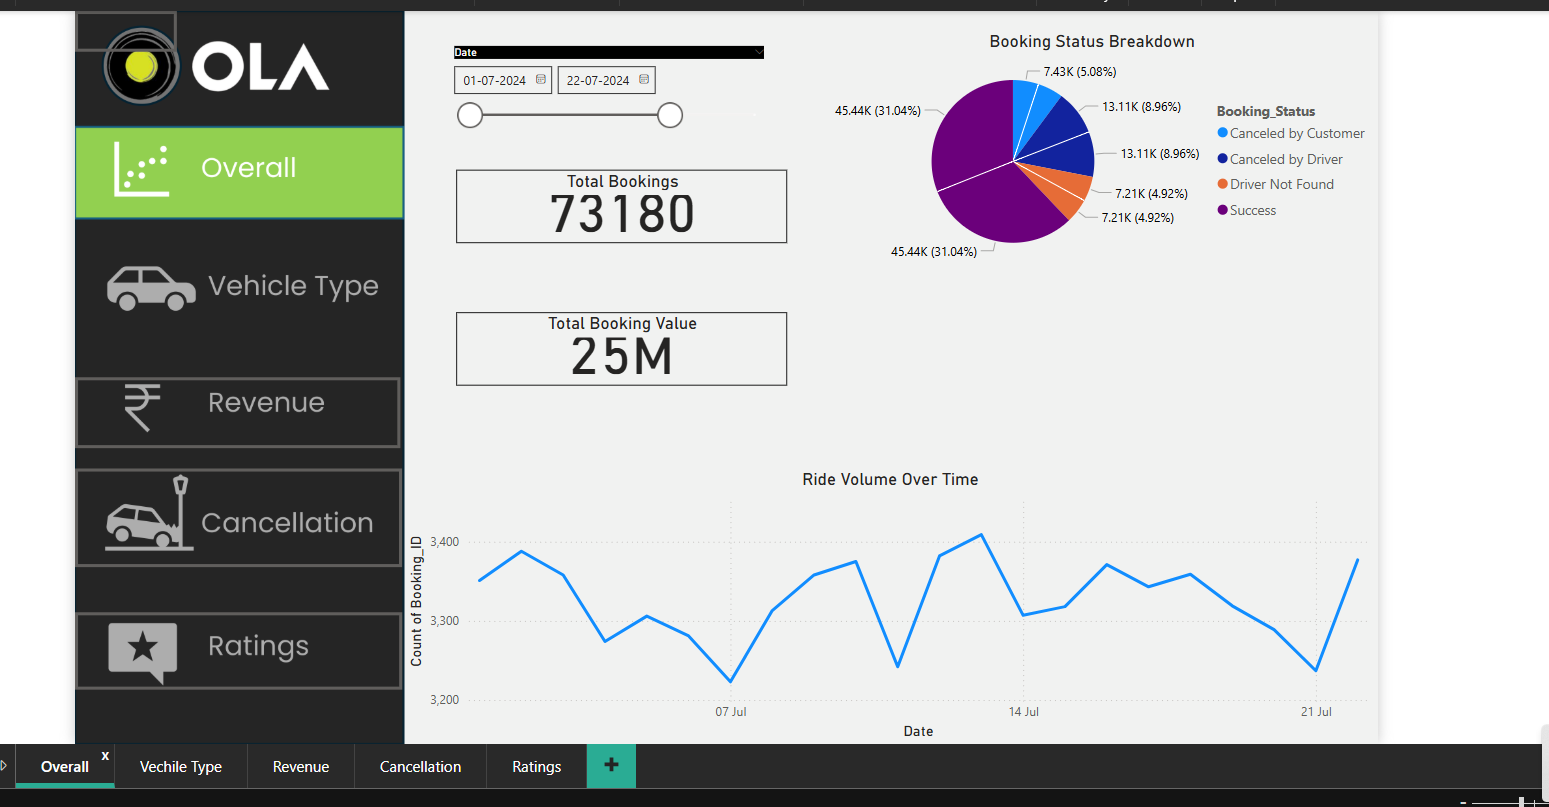 OLA
Overall
Vehicle Type
Revenue
Cancellation
Ratings
Date
01-07-2024 22-07-2024
Total Bookings
73180
Total Booking Value
25M
Booking Status Breakdown
7.43K (5.08%)
13.11K (8.96%)
13.11K (8.96%)
7.21K (4.92%)
7.21K (4.92%)
45.44K (31.04%)
45.44K (31.04%)
Booking_Status
Canceled by Customer
Canceled by Driver
Driver Not Found
Success
Ride Volume Over Time
Count of Booking_ID
3,400
3,300
3,200
07 Jul 14 Jul 21 Jul
Date
Overall x Vechile Type Revenue Cancellation Ratings +